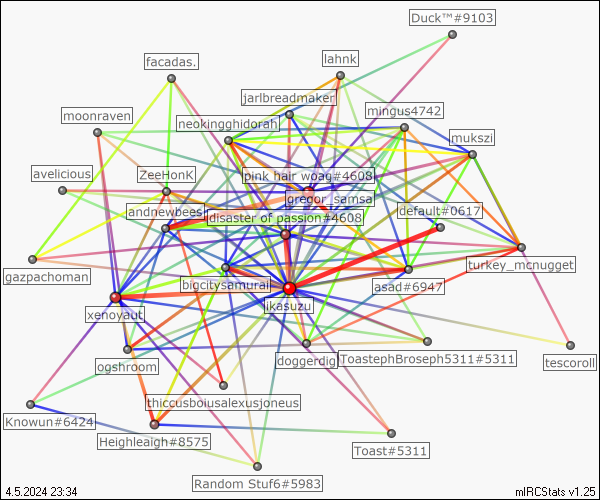 Duck™#9103
lahnk
facadas.
jarlbreadmaker
mingus4742
moonraven
neokingghidorah
mukszi
avelicious
ZeeHonK
pink hair woag#4608
gregor_samsa
andnewbees
disaster of passion#4608
default#0617
gazpachoman
bigcitysamurai
asad#6947
turkey_mcnugget
xenoyaut
ikasuzu
ogshroom
doggerdig
ToastephBroseph5311#5311
tescoroll
thiccusboiusalexusjoneus
Knowun#6424
Heighleaigh#8575
Toast#5311
Random Stuf6#5983
4.5.2024 23:34
mIRCStats v1.25